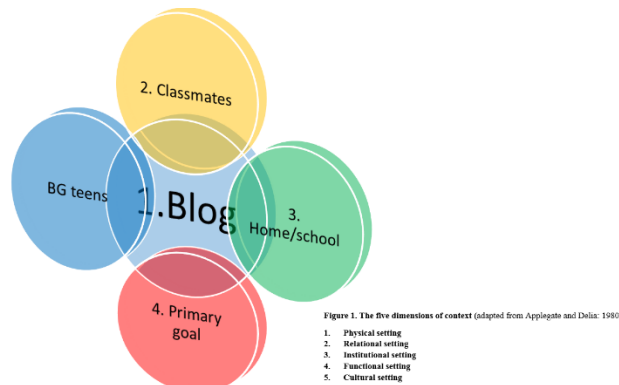 2. Classmates
BG teens
1.Blog
3.
Home/school
4. Primary
goal
Figure 1. The five dimensions of context (adapted from Applegate and Delia: 1980
1. Physical setting
2. Relational setting
3. Institutional setting
4. Functional setting
5. Cultural setting